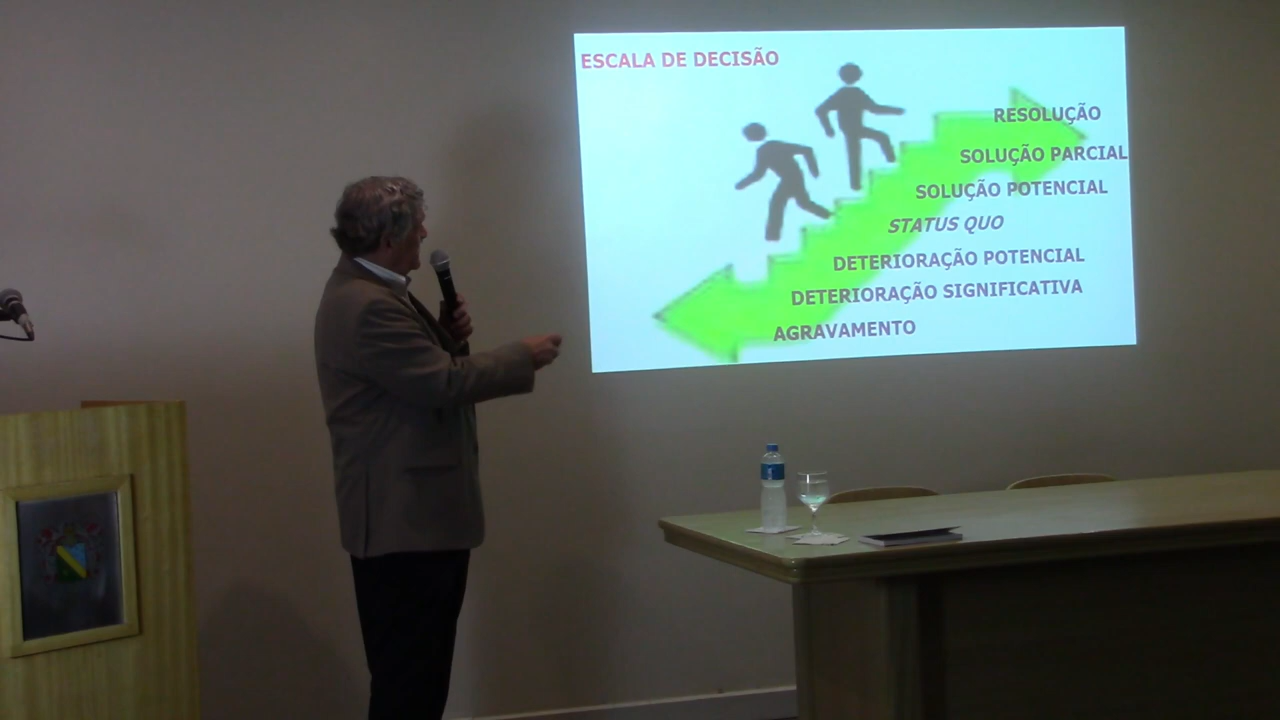 ESCALA DE DECISÃO
RESOLUÇÃO
SOLUÇÃO PARCIAL
SOLUÇÃO POTENCIAL
STATUS QUO
DETERIORAÇÃO POTENCIAL
DETERIORAÇÃO SIGNIFICATIVA
AGRAVAMENTO